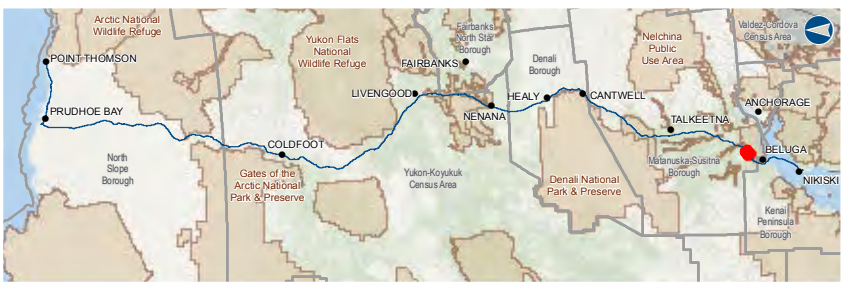 Arctic National
Wildlife Refuge
POINT THOMSON
PRUDHOE BAY
North
Slope
Borough
COLDFOOT
Gates of the
Arctic National
Park & Preserve
Yukon Flats
National
Wildlife Refuge
LIVENGOOD
FAIRBANKS
Fairbanks
North Star
Borough
NENANA
Yukon-Koyukuk
Census Area
Denali
Borough
HEALY
CANTWELL
Denali National
Park & Preserve
Nelchina
Public
Use Area
TALKEETNA
Matanuska-Susitna
Borough
Valdez-Cordova
Census Area
ANCHORAGE
BELUGA
NIKISKI
Kenai
Peninsula
Borough